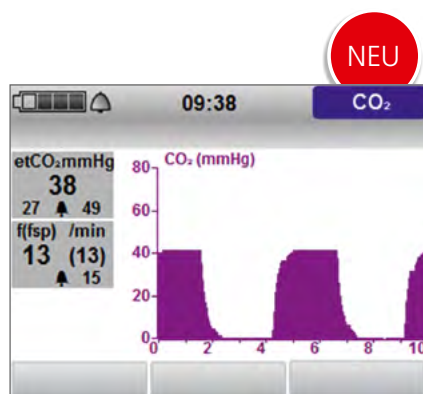 NEU
09:38
CO₂
etCO₂mmHg
38
27 49
f(fsp) /min
13 (13)
15
CO₂ (mmHg)
80
60
40
20
0
0 2 4 6 8 10